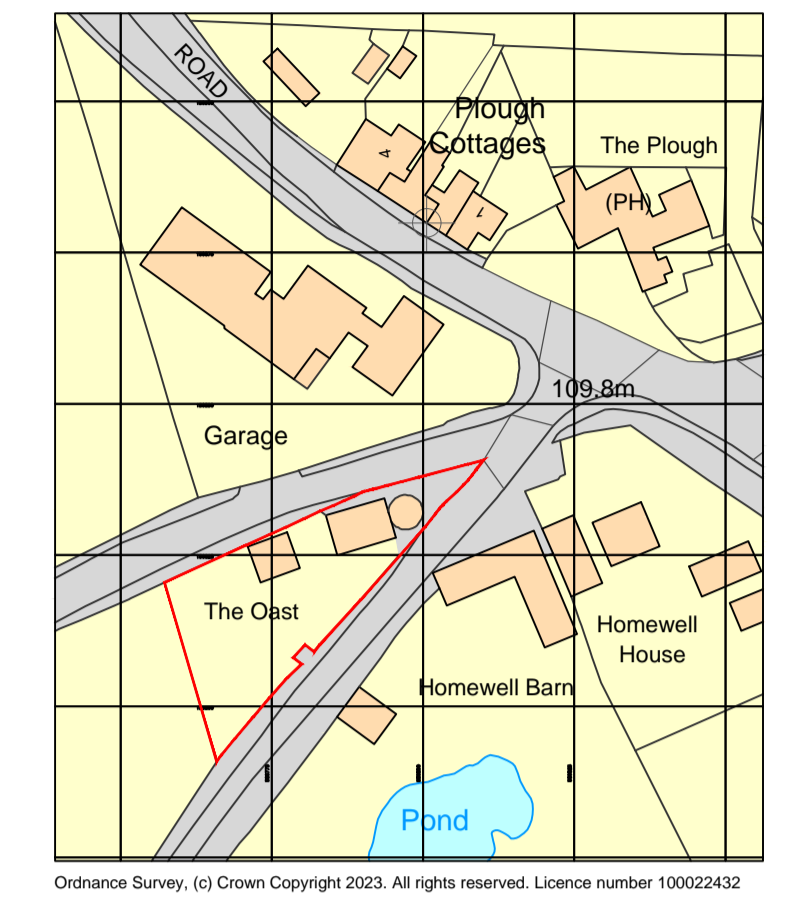 ROAD
Plough
Cottages
The Plough
4
(PH)
1
109.8m
Garage
The Oast
Homewell
House
Homewell Barn
Pond
Ordnance Survey, (c) Crown Copyright 2023. All rights reserved. Licence number 100022432